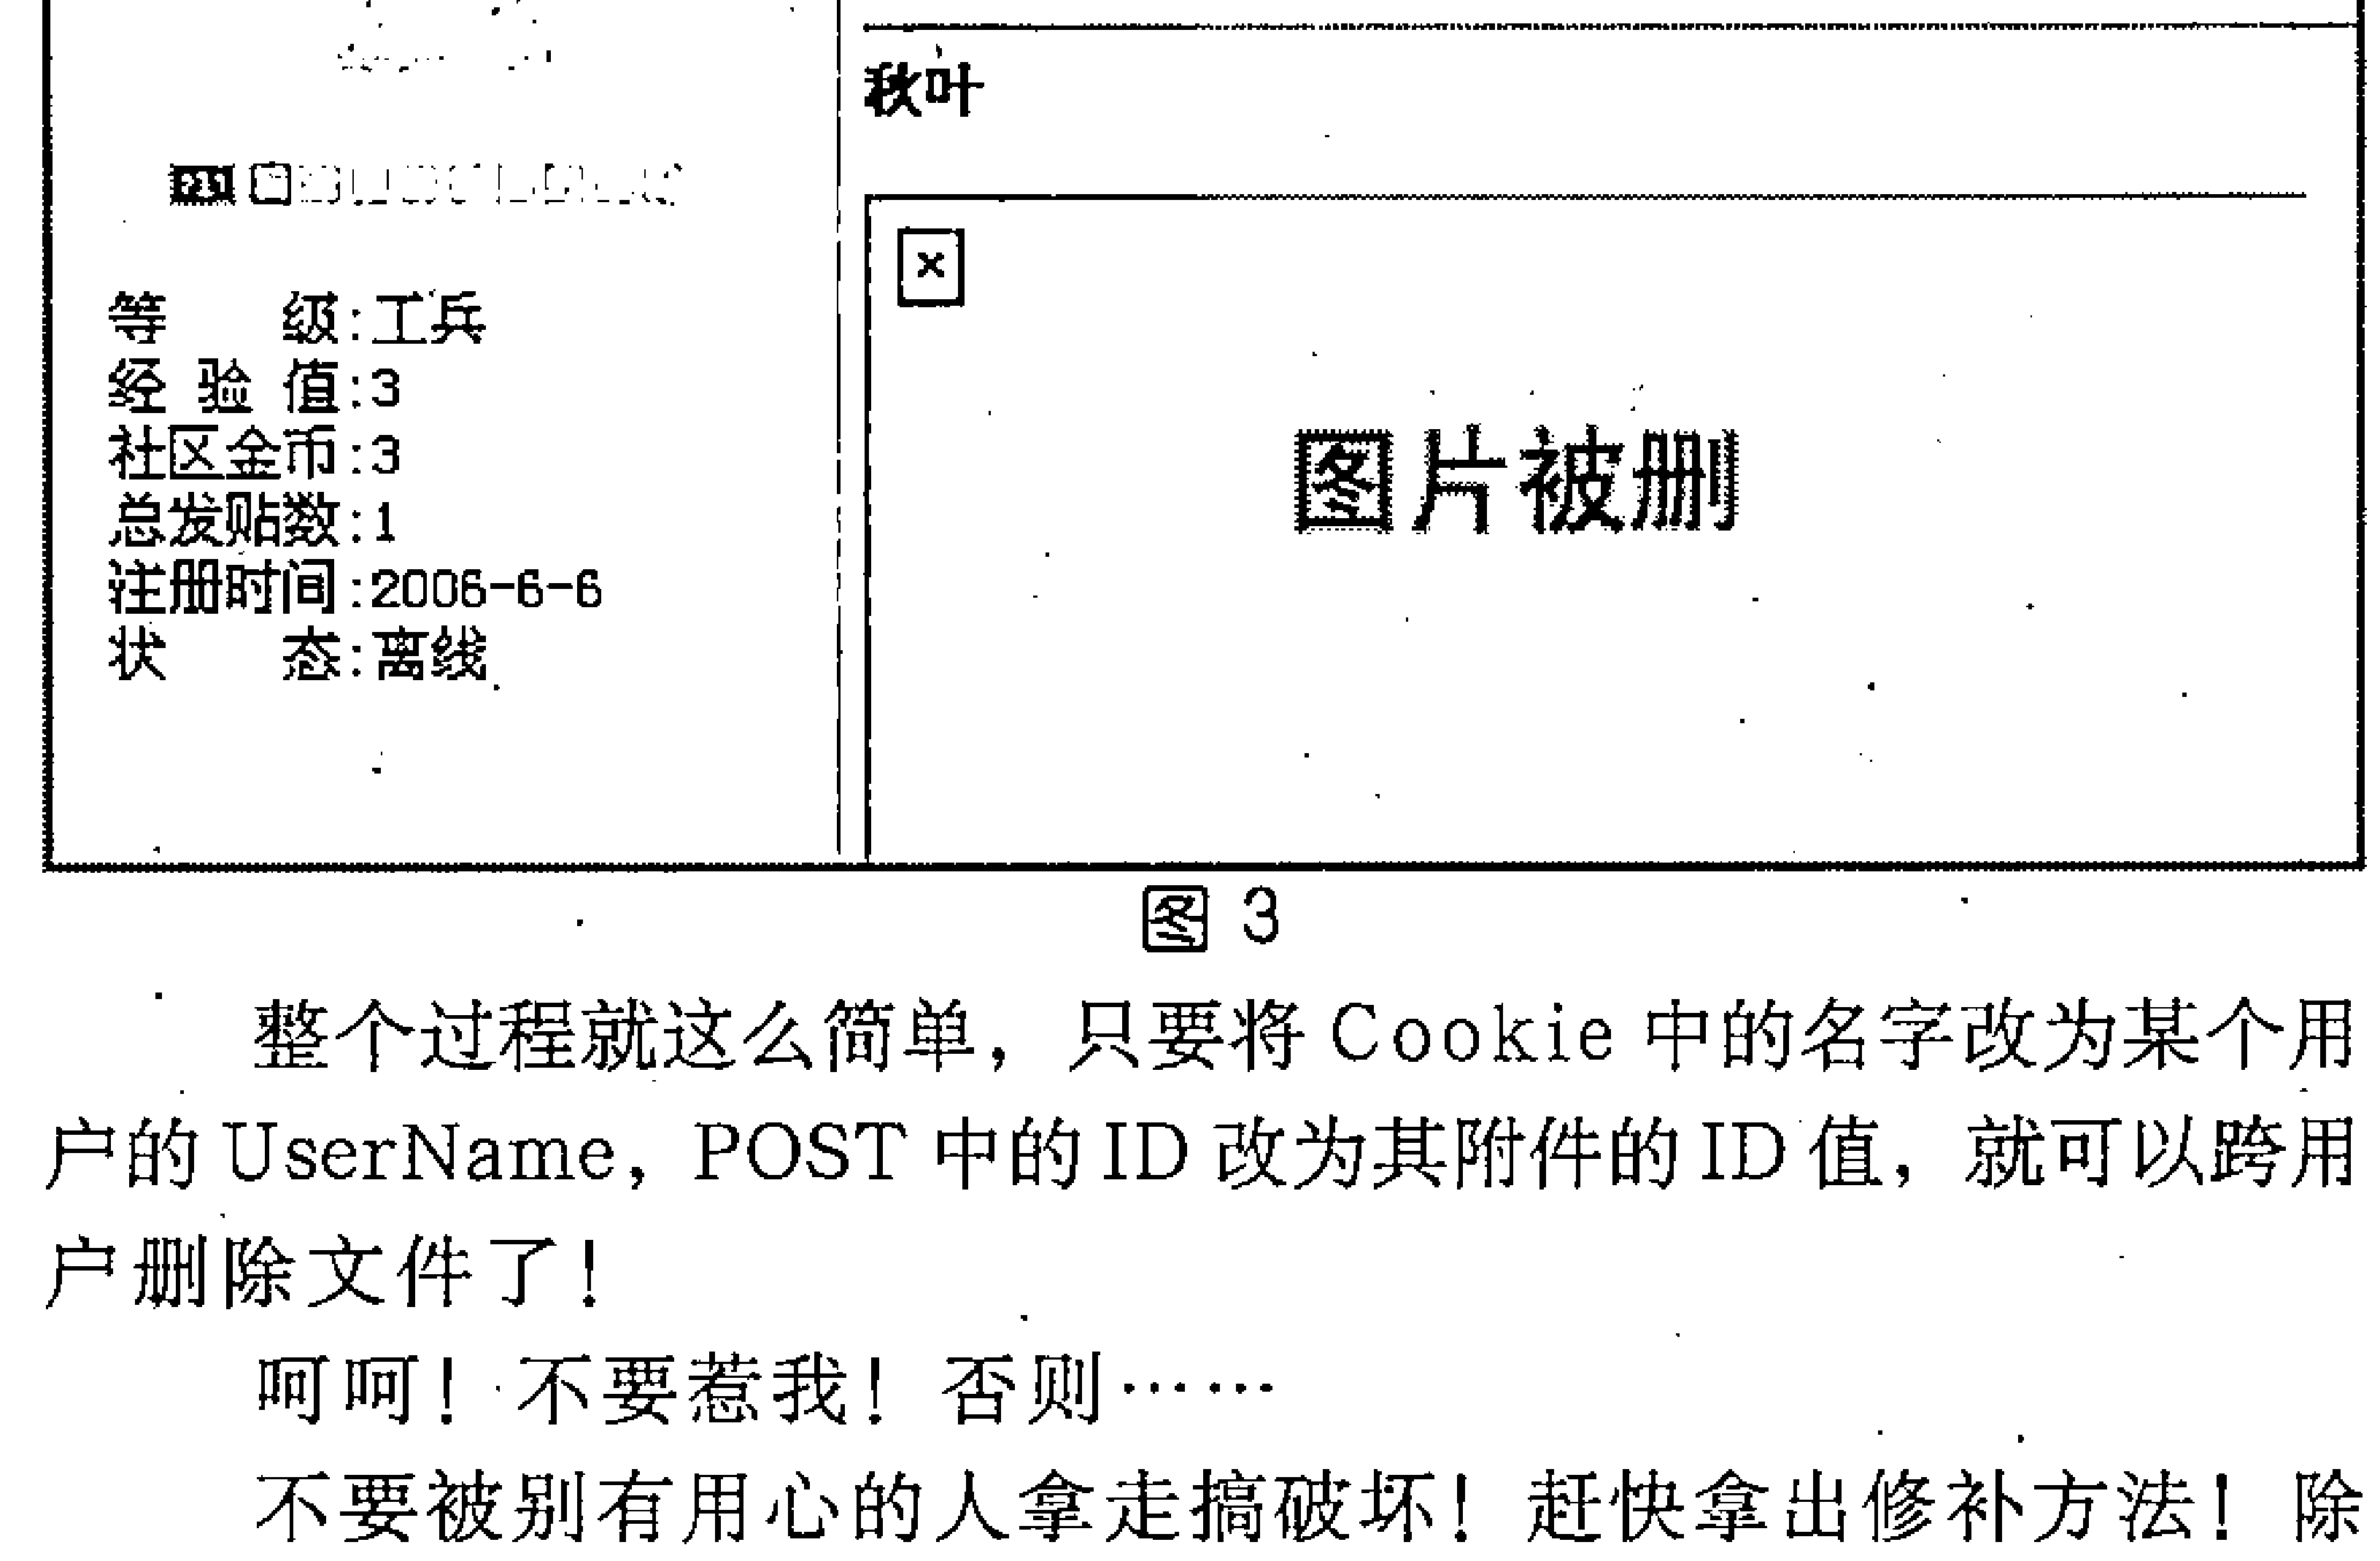 秋叶
等 级:工兵
经 验 值:3
社区金币:3
总发贴数:1
注册时间:2006-6-6
状 态:离线
图片被删
图 3
整个过程就这么简单，只要将 Cookie 中的名字改为某个用
户的 UserName，POST 中的 ID 改为其附件的 ID 值，就可以跨用
户删除文件了！
呵呵！不要惹我！否则……
不要被别有用心的人拿走搞破坏！赶快拿出修补方法！除